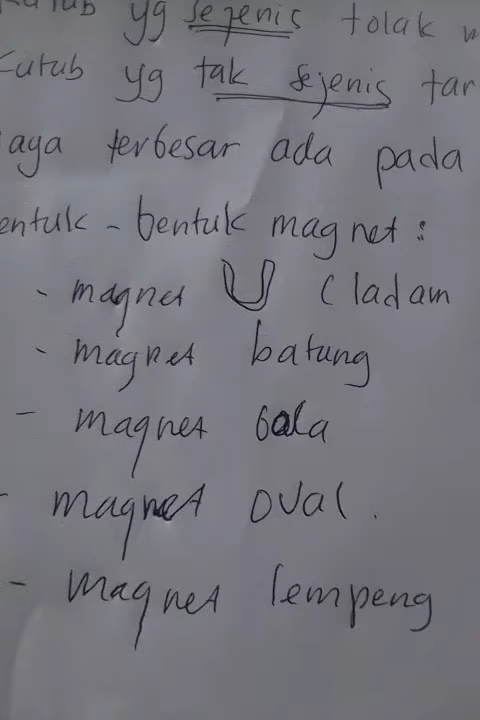 yg sejenis tolak
Kutub yg tak sejenis tar
aya terbesar ada pada
entuk - bentuk magnet :
- magnet U (ladam
- magnet batung
- magnet bola
- magnet oval.
- magnet lempeng